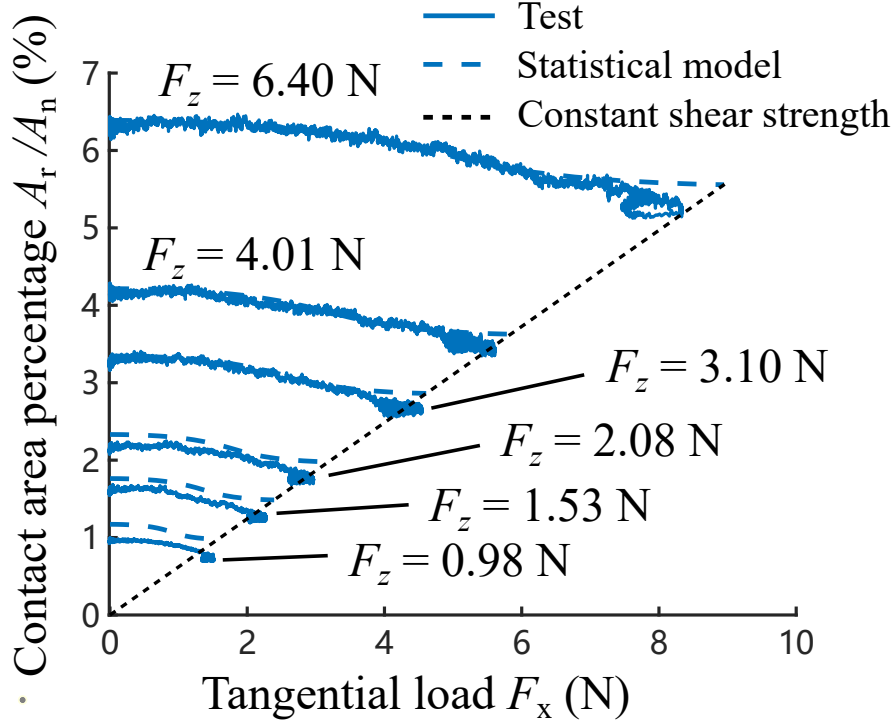 Test
Statistical model
Constant shear strength
Contact area percentage A_r/A_n (%)
7
6
5
4
3
2
1
0
F_z = 6.40 N
F_z = 4.01 N
F_z = 3.10 N
F_z = 2.08 N
F_z = 1.53 N
F_z = 0.98 N
0 2 4 6 8 10
Tangential load F_x (N)